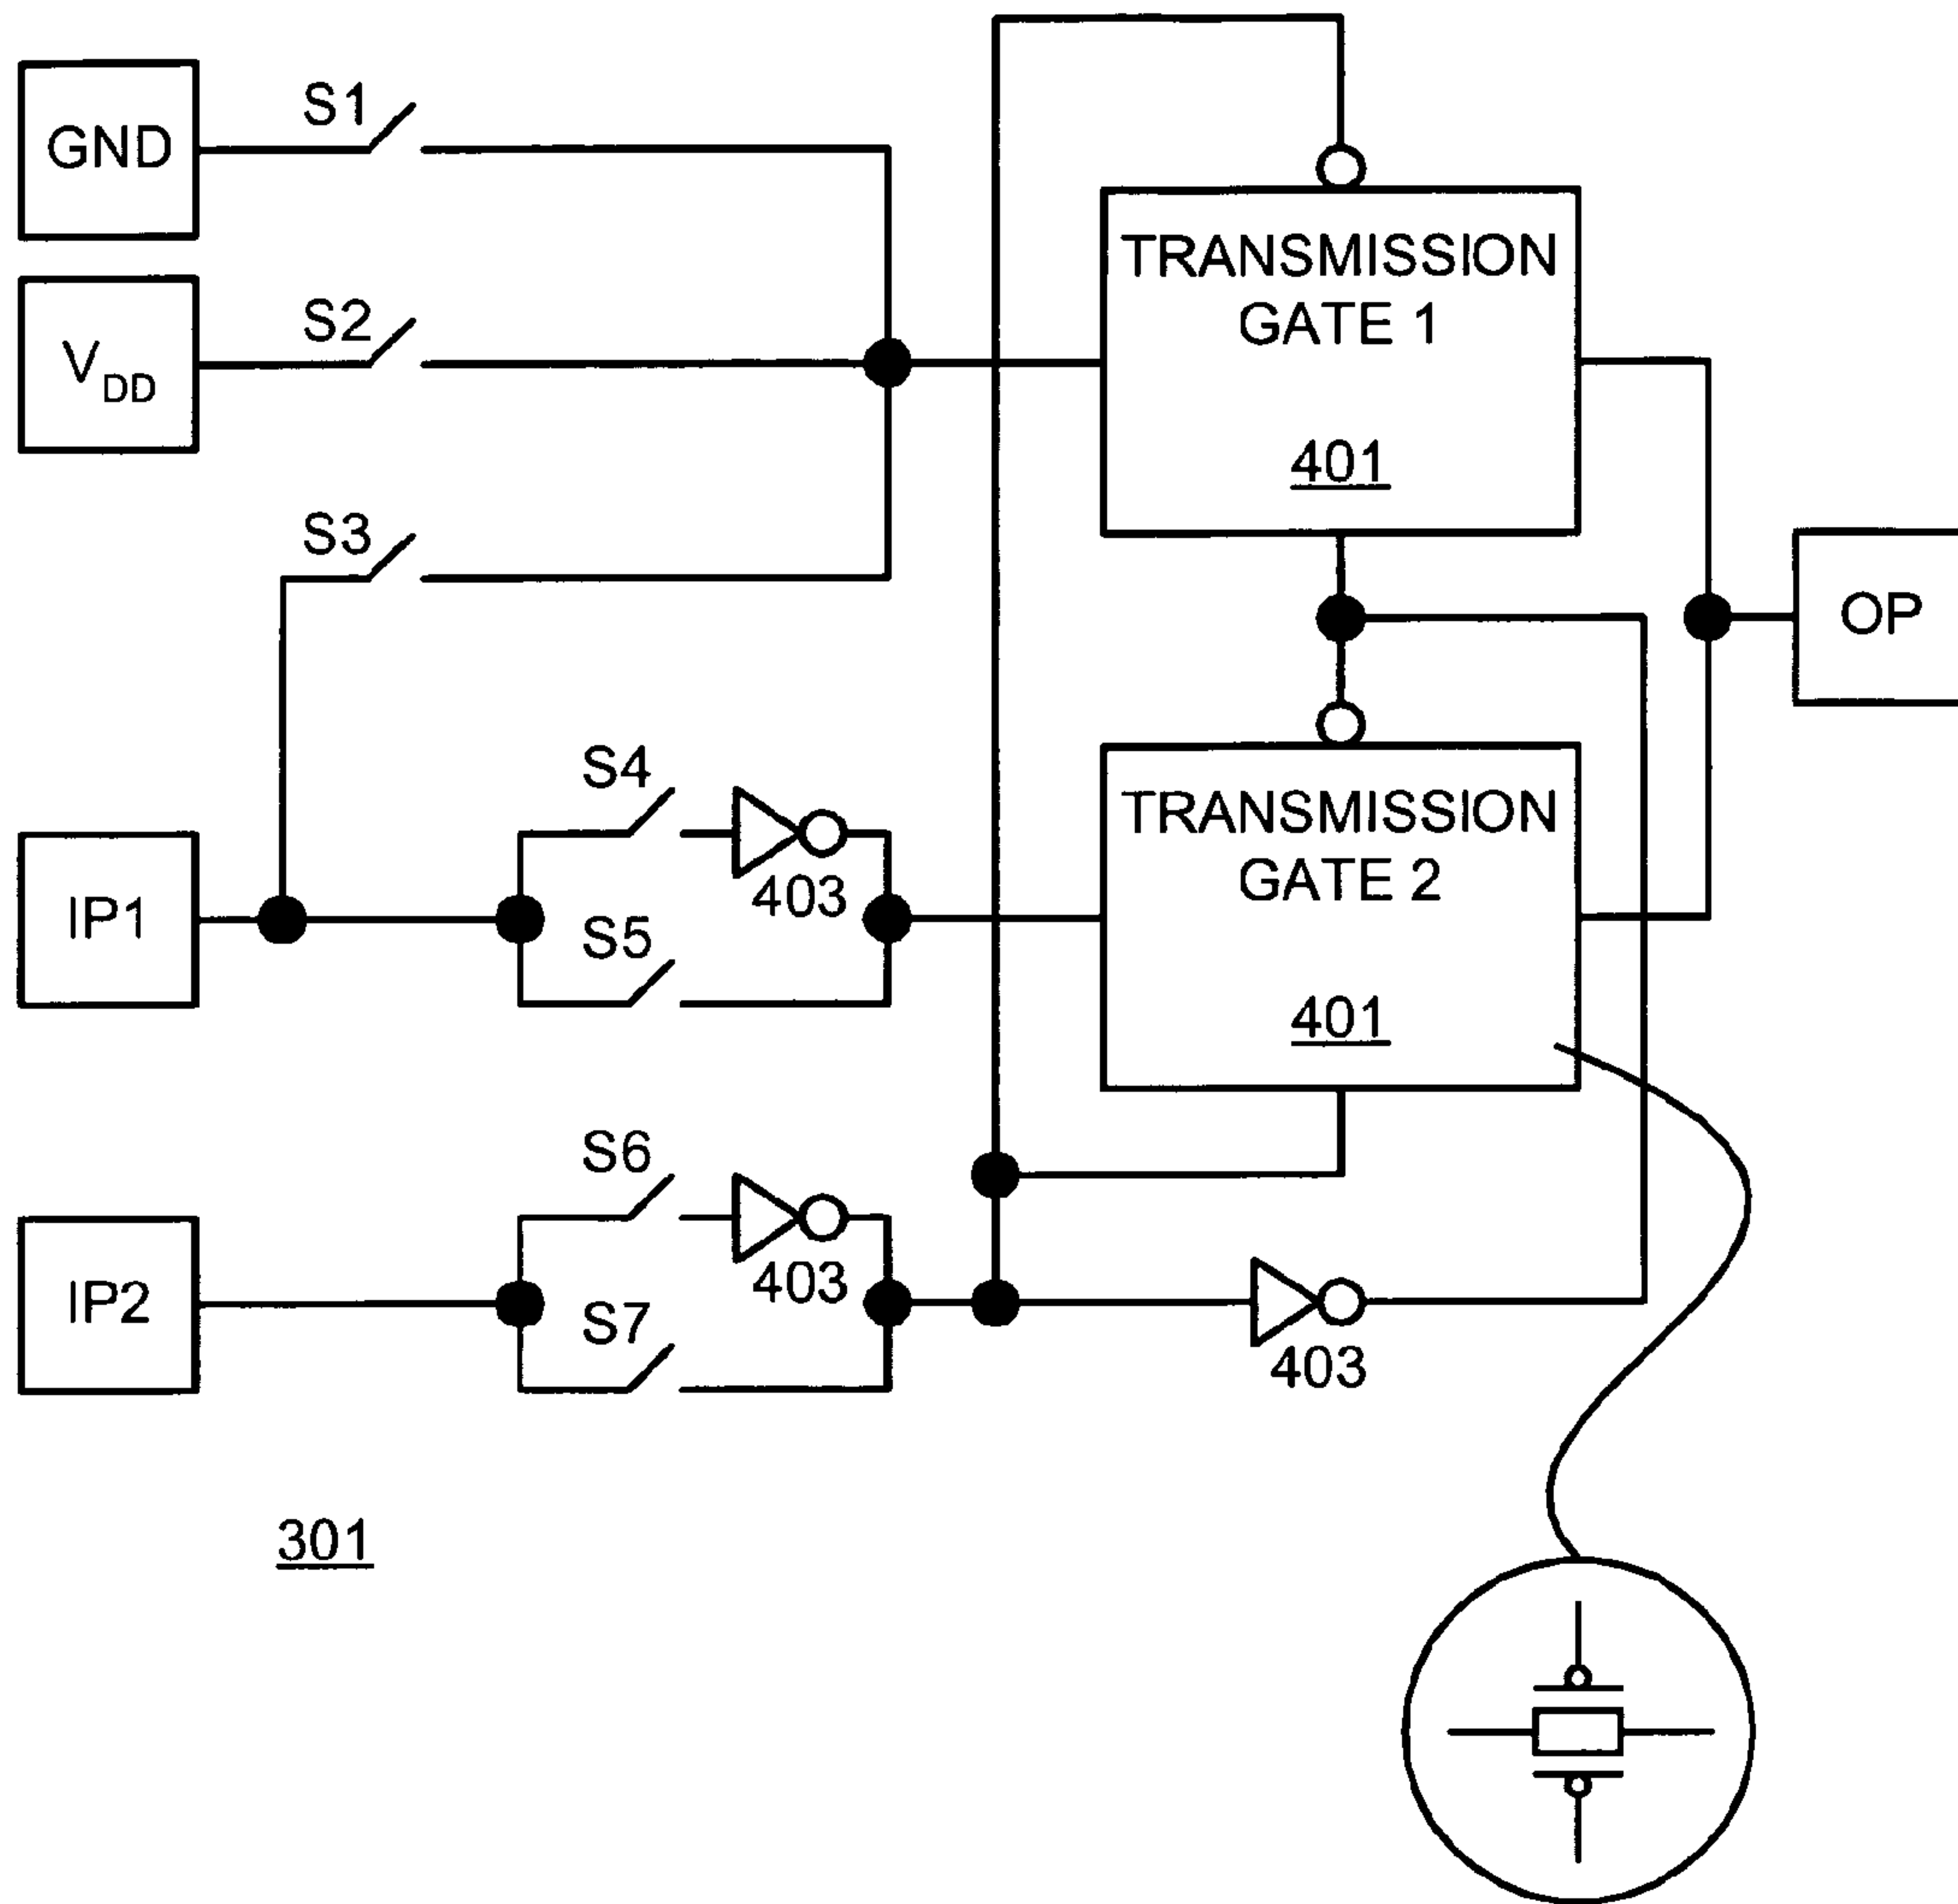 GND
S1
V DD
S2
S3
TRANSMISSION
GATE 1
401
OP
S4
403
S5
IP1
TRANSMISSION
GATE 2
401
S6
403
S7
IP2
403
301